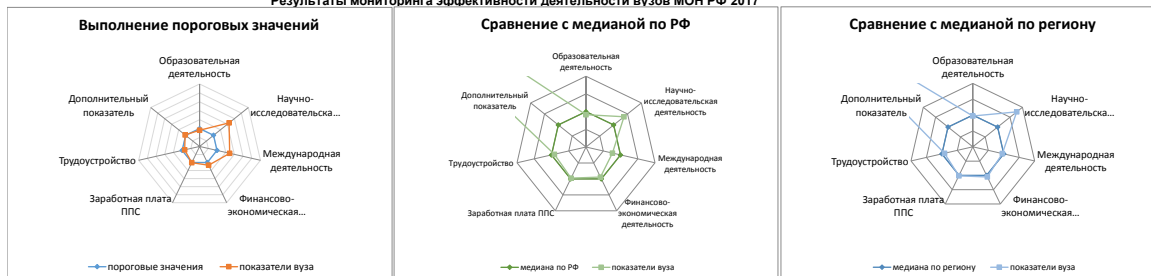 Результаты мониторинга эффективности деятельности вузов МОН РФ 2017
Выполнение пороговых значений
Образовательная
деятельность
Научно-
исследовательска…
Международная
деятельность
Финансово-
экономическая…
Заработная плата
ППС
Трудоустройство
Дополнительный
показатель
пороговые значения
показатели вуза
Сравнение с медианой по РФ
Образовательная
деятельность
Научно-
исследовательская
деятельность
Международная
деятельность
Финансово-
экономическая деятельность
Заработная плата ППС
Трудоустройство
Дополнительный
показатель
медиана по РФ
показатели вуза
Сравнение с медианой по региону
Образовательная
деятельность
Научно-
исследовательска…
Международная
деятельность
Финансово-
экономическая…
Заработная плата
ППС
Трудоустройство
Дополнительный
показатель
медиана по региону
показатели вуза